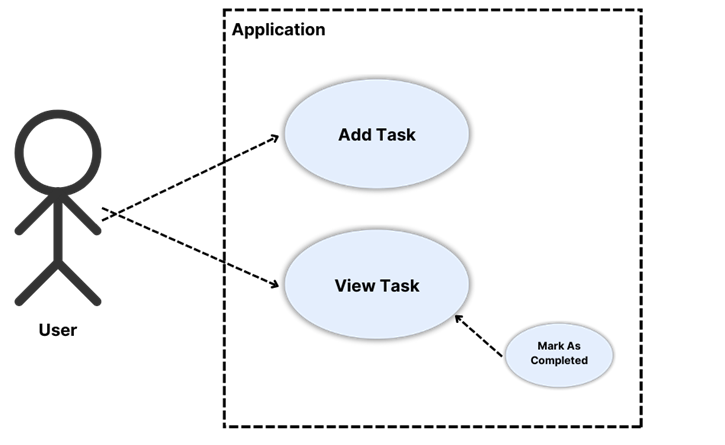 Application
Add Task
View Task
Mark As
Completed
User